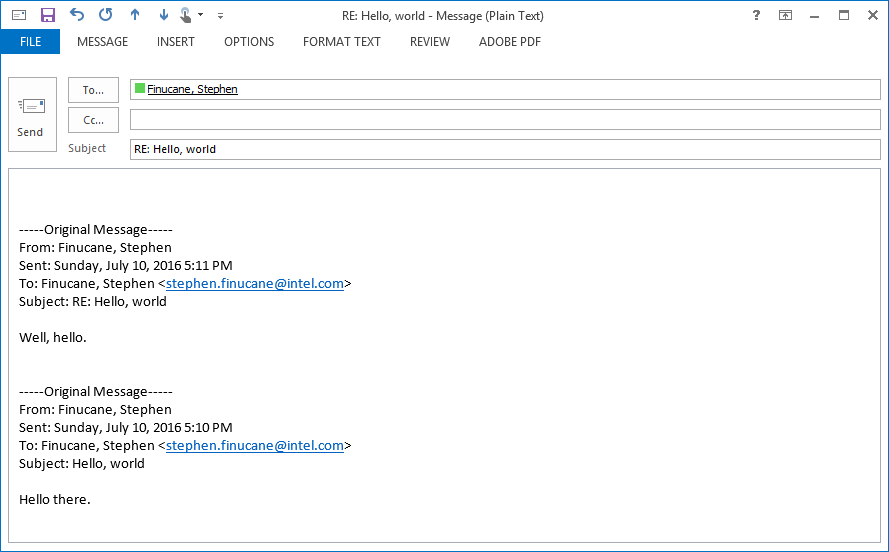 RE: Hello, world - Message (Plain Text)
?
FILE MESSAGE INSERT OPTIONS FORMAT TEXT REVIEW ADOBE PDF
To... Finucane, Stephen
Cc...
Send
Subject RE: Hello, world
-----Original Message-----
From: Finucane, Stephen
Sent: Sunday, July 10, 2016 5:11 PM
To: Finucane, Stephen <stephen.finucane@intel.com>
Subject: RE: Hello, world
Well, hello.
-----Original Message-----
From: Finucane, Stephen
Sent: Sunday, July 10, 2016 5:10 PM
To: Finucane, Stephen <stephen.finucane@intel.com>
Subject: Hello, world
Hello there.